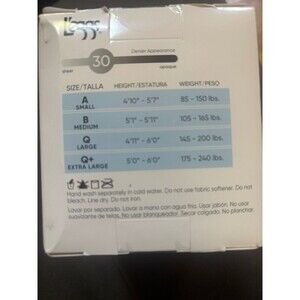 L'eggs
Denier Appearance
30
sheer opaque
SIZE/TALLA HEIGHT/ESTATURA WEIGHT/PESO
A
SMALL
4'10" - 5'7" 85 - 150 lbs.
B
MEDIUM
5'1" - 5'11" 105 - 165 lbs.
Q
LARGE
4'11" - 6'0" 145 - 200 lbs.
Q+
EXTRA LARGE
5'0" - 6'0" 175 - 240 lbs.
Hand wash separately in cold water. Do not use fabric softener. Do not
bleach. Line dry. Do not iron.
Lavar por separado. Lavar a mano con agua fría. Usar jabón. No usar
suavizante de telas. No usar blanqueador. Secar colgado. No planchar.